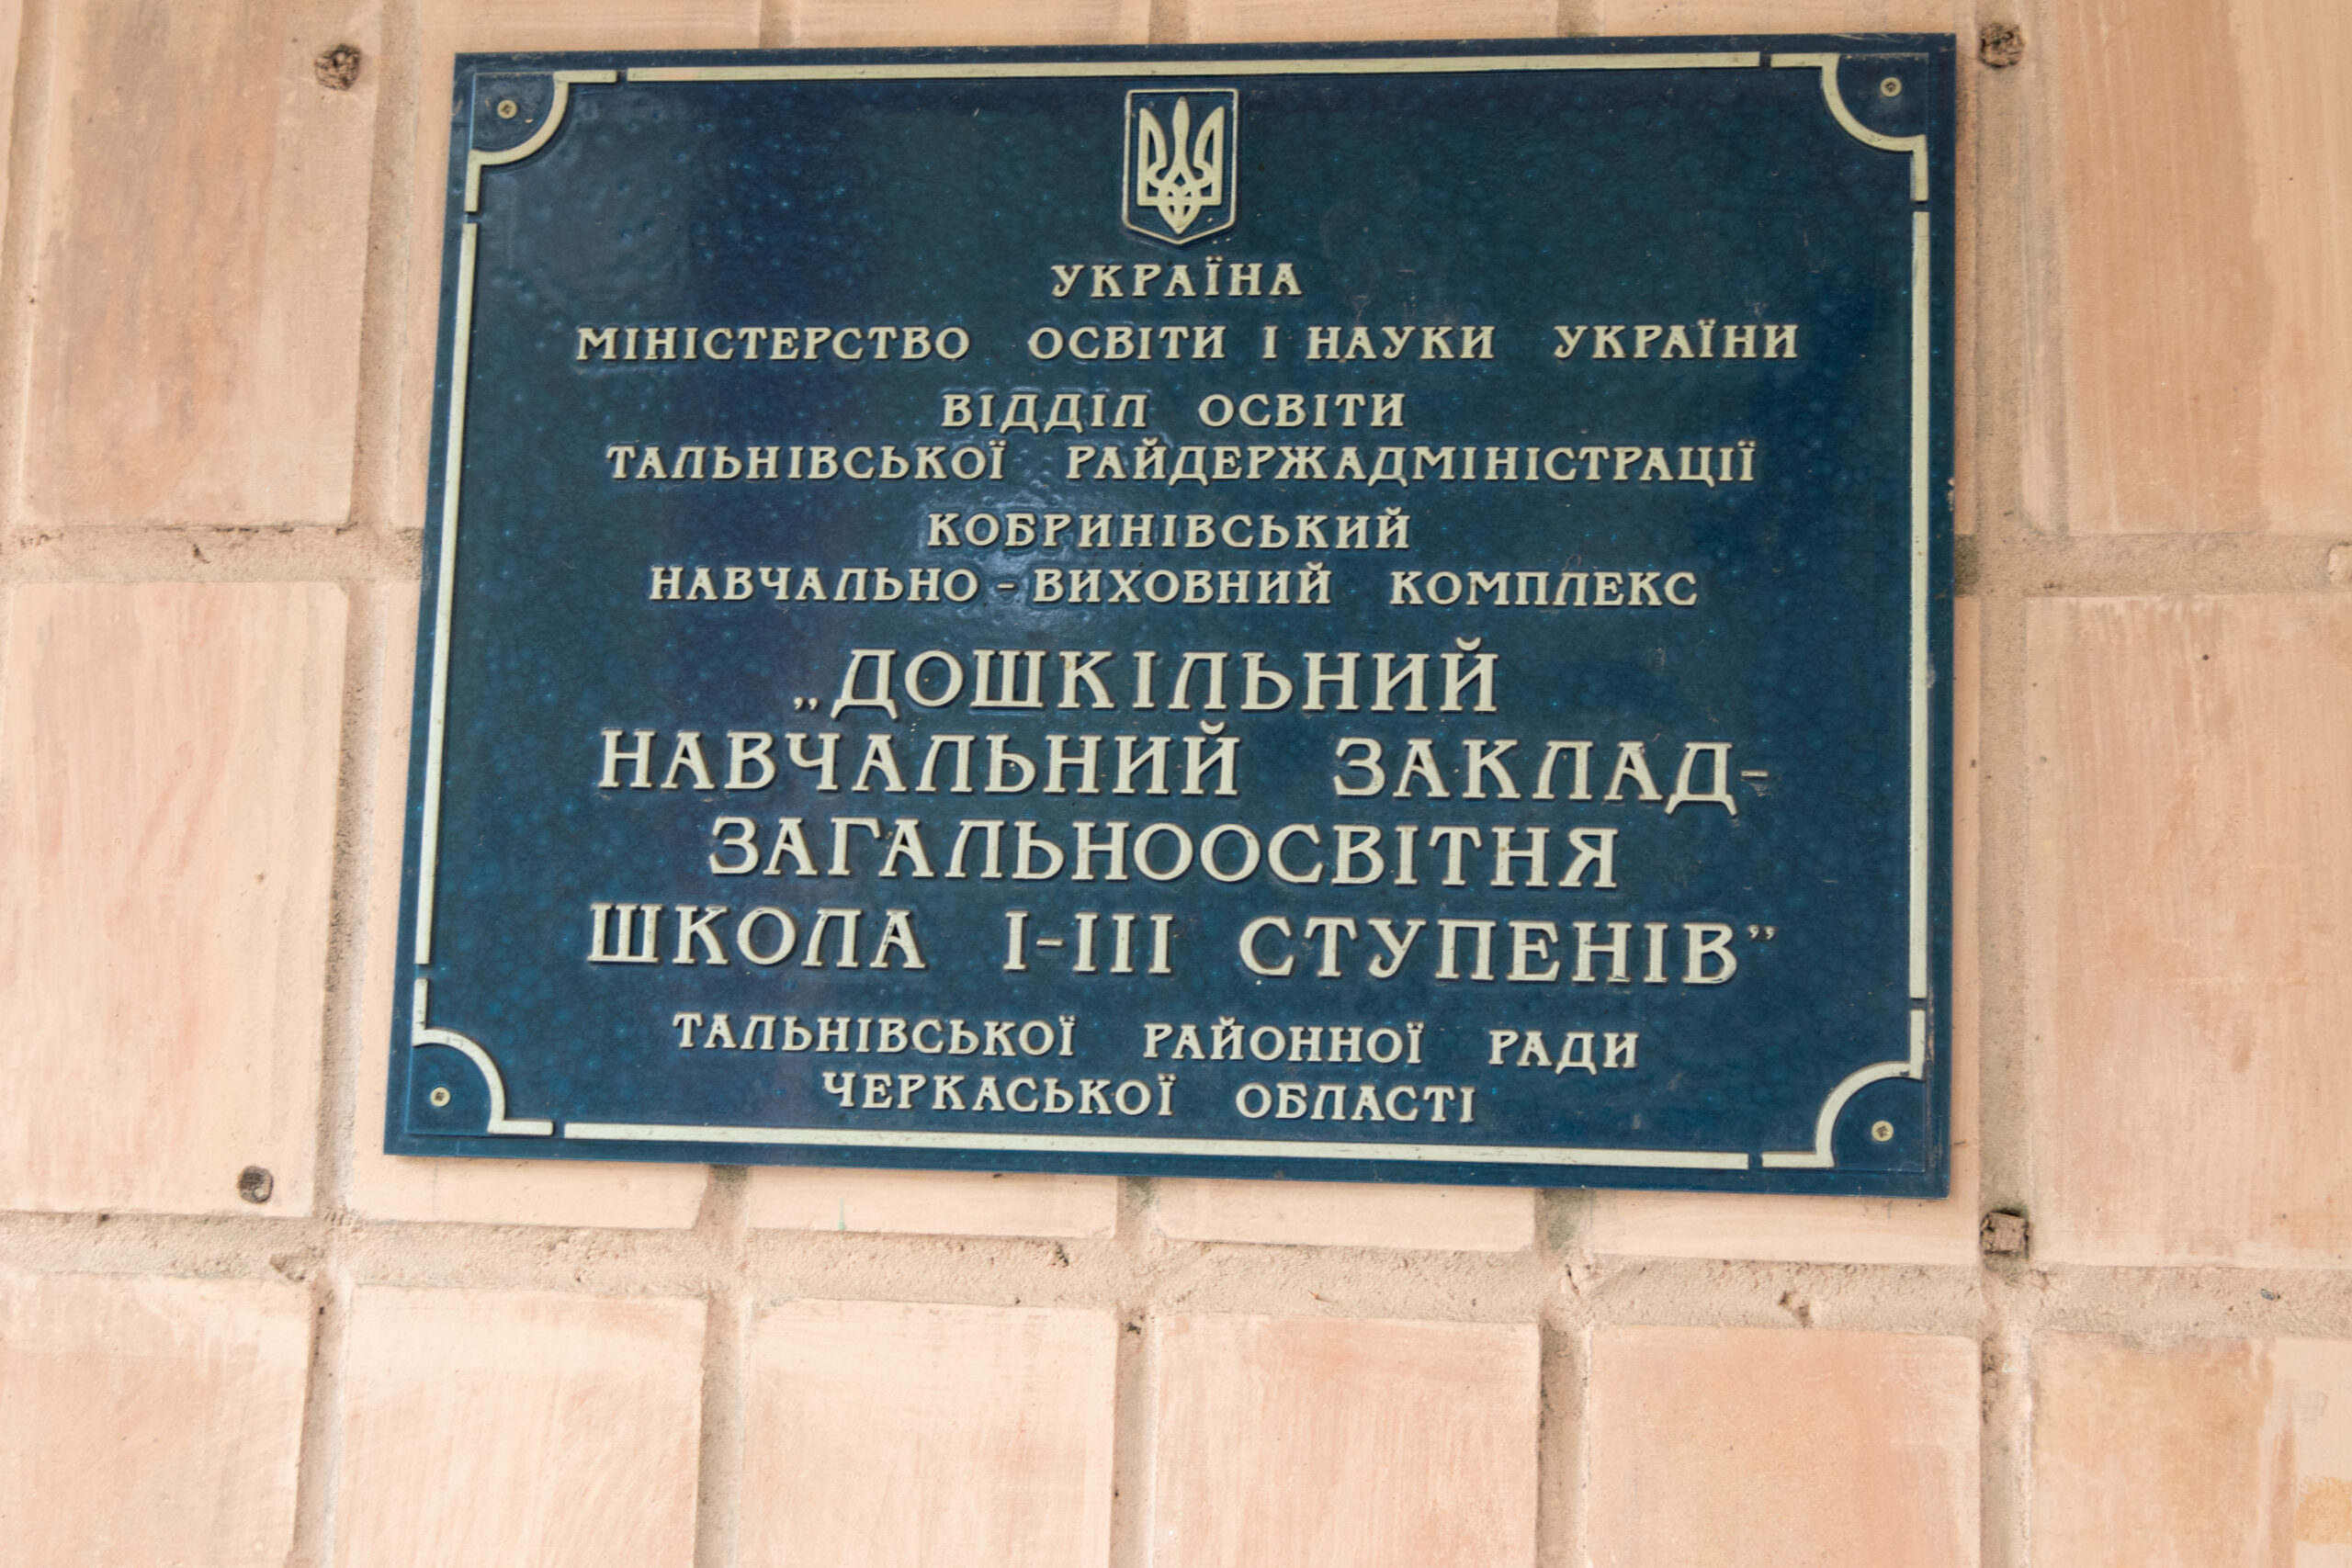 УКРАЇНА
МІНІСТЕРСТВО ОСВІТИ І НАУКИ УКРАЇНИ
ВІДДІЛ ОСВІТИ
ТАЛЬНІВСЬКОЇ РАЙДЕРЖАДМІНІСТРАЦІЇ
КОБРИНІВСЬКИЙ
НАВЧАЛЬНО - ВИХОВНИЙ КОМПЛЕКС
„ДОШКІЛЬНИЙ
НАВЧАЛЬНИЙ ЗАКЛАД-
ЗАГАЛЬНООСВІТНЯ
ШКОЛА І-ІІІ СТУПЕНІВ”
ТАЛЬНІВСЬКОЇ РАЙОННОЇ РАДИ
ЧЕРКАСЬКОЇ ОБЛАСТІ